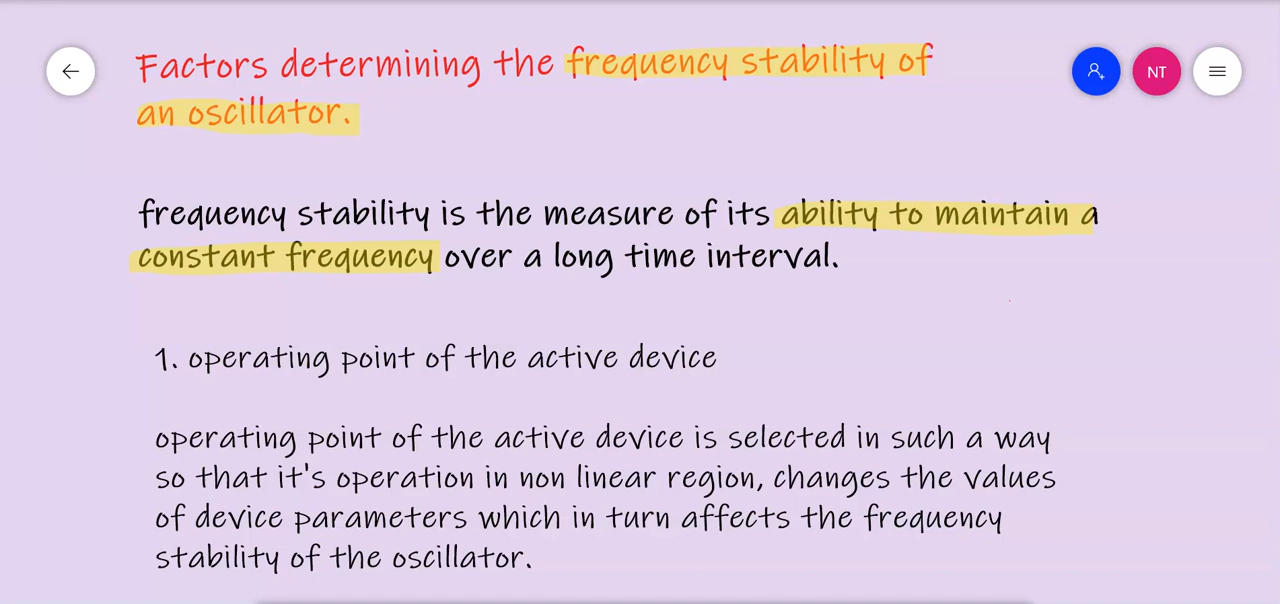 Factors determining the frequency stability of
an oscillator.
NT
frequency stability is the measure of its ability to maintain a
constant frequency over a long time interval.
1. operating point of the active device
operating point of the active device is selected in such a way
so that it's operation in non linear region, changes the values
of device parameters which in turn affects the frequency
stability of the oscillator.